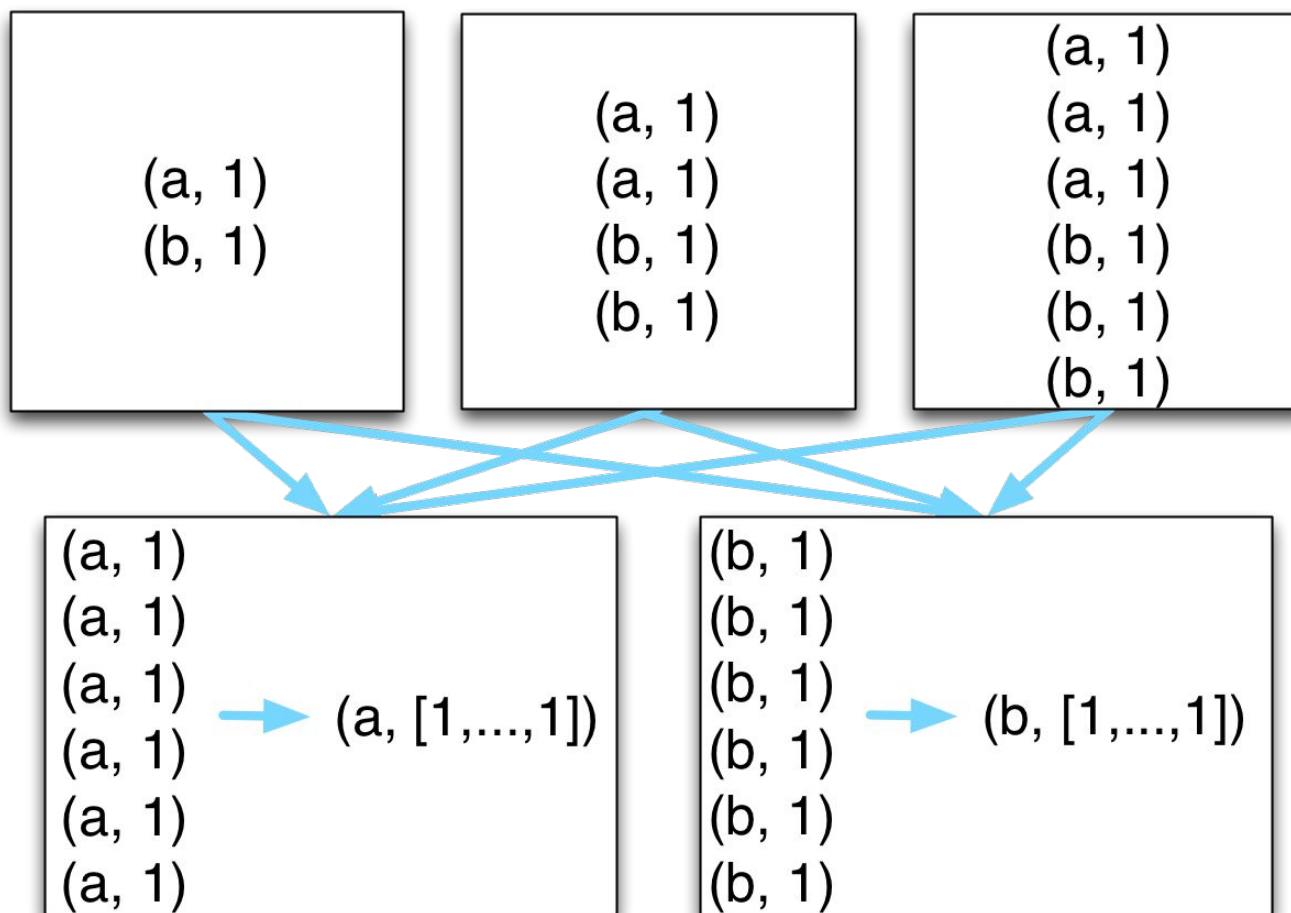 (a, 1)
(b, 1)
(a, 1)
(a, 1)
(b, 1)
(b, 1)
(a, 1)
(a, 1)
(a, 1)
(b, 1)
(b, 1)
(b, 1)
(a, 1)
(a, 1)
(a, 1)
(a, 1)
(a, 1)
(a, 1)
(a, [1,...,1])
(b, 1)
(b, 1)
(b, 1)
(b, 1)
(b, 1)
(b, 1)
(b, [1,...,1])